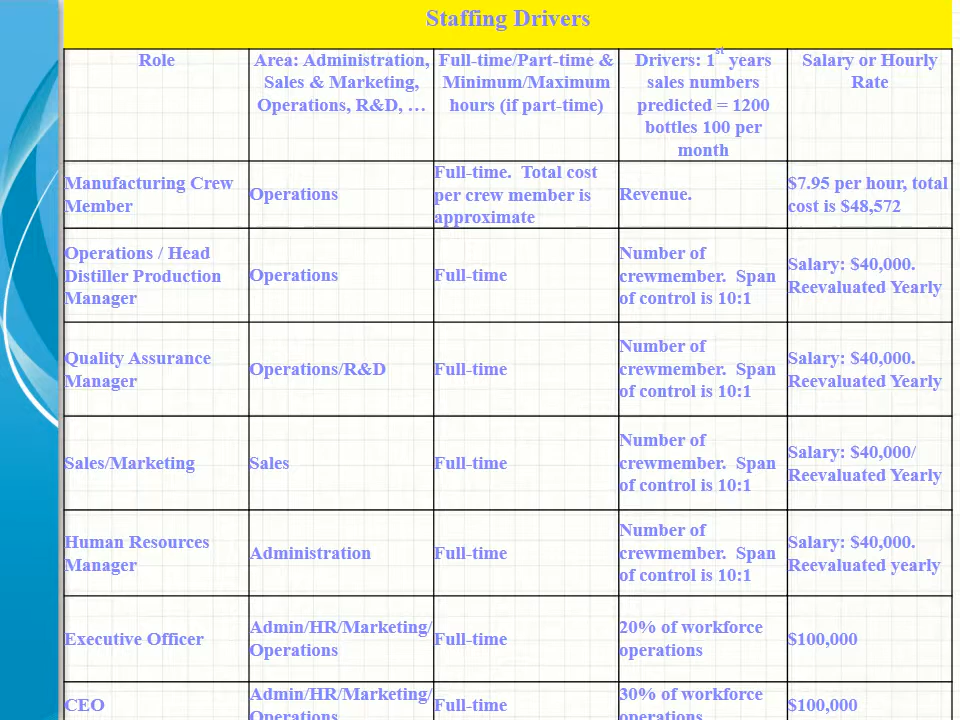 Staffing Drivers
Role
Area: Administration,
Sales & Marketing,
Operations, R&D, …
Full-time/Part-time &
Minimum/Maximum
hours (if part-time)
Drivers: 1st years
sales numbers
predicted = 1200
bottles 100 per
month
Salary or Hourly
Rate
Manufacturing Crew
Member
Operations
Full-time.  Total cost
per crew member is
approximate
Revenue.
$7.95 per hour, total
cost is $48,572
Operations / Head
Distiller Production
Manager
Operations
Full-time
Number of
crewmember.  Span
of control is 10:1
Salary: $40,000.
Reevaluated Yearly
Quality Assurance
Manager
Operations/R&D
Full-time
Number of
crewmember.  Span
of control is 10:1
Salary: $40,000.
Reevaluated Yearly
Sales/Marketing
Sales
Full-time
Number of
crewmember.  Span
of control is 10:1
Salary: $40,000/
Reevaluated Yearly
Human Resources
Manager
Administration
Full-time
Number of
crewmember.  Span
of control is 10:1
Salary: $40,000.
Reevaluated yearly
Executive Officer
Admin/HR/Marketing/
Operations
Full-time
20% of workforce
operations
$100,000
CEO
Admin/HR/Marketing/
Operations
Full-time
30% of workforce
operations
$100,000